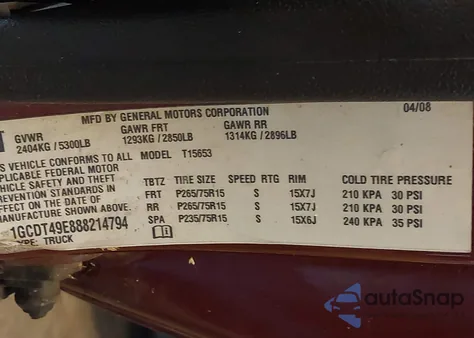 MFD BY GENERAL MOTORS CORPORATION 04/08
T GVWR GAWR FRT GAWR RR
2404KG / 5300LB 1293KG / 2850LB 1314KG / 2896LB
S VEHICLE CONFORMS TO ALL MODEL T15653
PLICABLE FEDERAL MOTOR
VEHICLE SAFETY AND THEFT TBTZ TIRE SIZE SPEED RTG RIM COLD TIRE PRESSURE
REVENTION STANDARDS IN FRT P265/75R15 S 15X7J 210 KPA 30 PSI
EFFECT ON THE DATE OF RR P265/75R15 S 15X7J 210 KPA 30 PSI
MANUFACTURE SHOWN ABOVE. SPA P235/75R15 S 15X6J 240 KPA 35 PSI
1GCDT49E888214794
TYPE: TRUCK
autoSnap